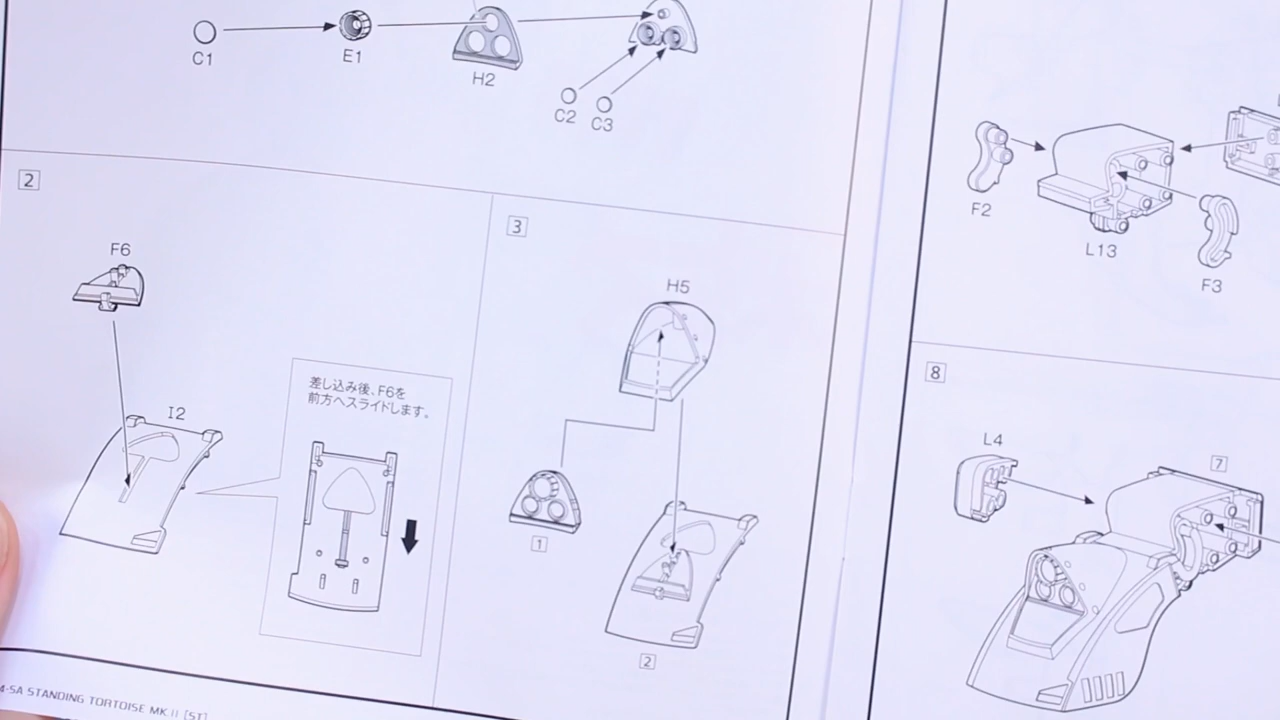 C1
E1
H2
C2
C3
2
F6
I2
差し込み後、F6を
前方へスライドします。
3
H5
1
2
4-5A STANDING TORTOISE MK.II [ST]
F2
L13
F3
8
L4
7